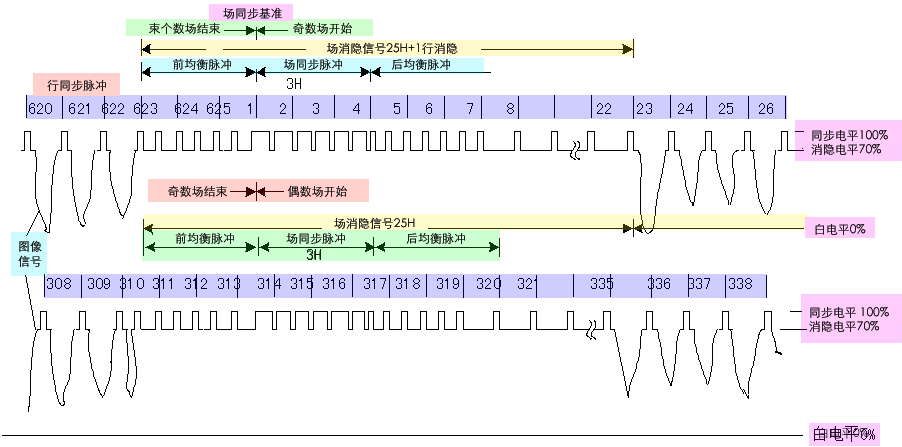 场同步基准
束个数场结束
奇数场开始
场消隐信号25H+1行消隐
前均衡脉冲
场同步脉冲
后均衡脉冲
3H
行同步脉冲
620 621 622 623 624 625 1 2 3 4 5 6 7 8 22 23 24 25 26
同步电平100%
消隐电平70%
奇数场结束
偶数场开始
场消隐信号25H
白电平0%
前均衡脉冲
场同步脉冲
后均衡脉冲
3H
图像
信号
308 309 310 311 312 313 314 315 316 317 318 319 320 321 335 336 337 338
同步电平 100%
消隐电平70%
白电平0%